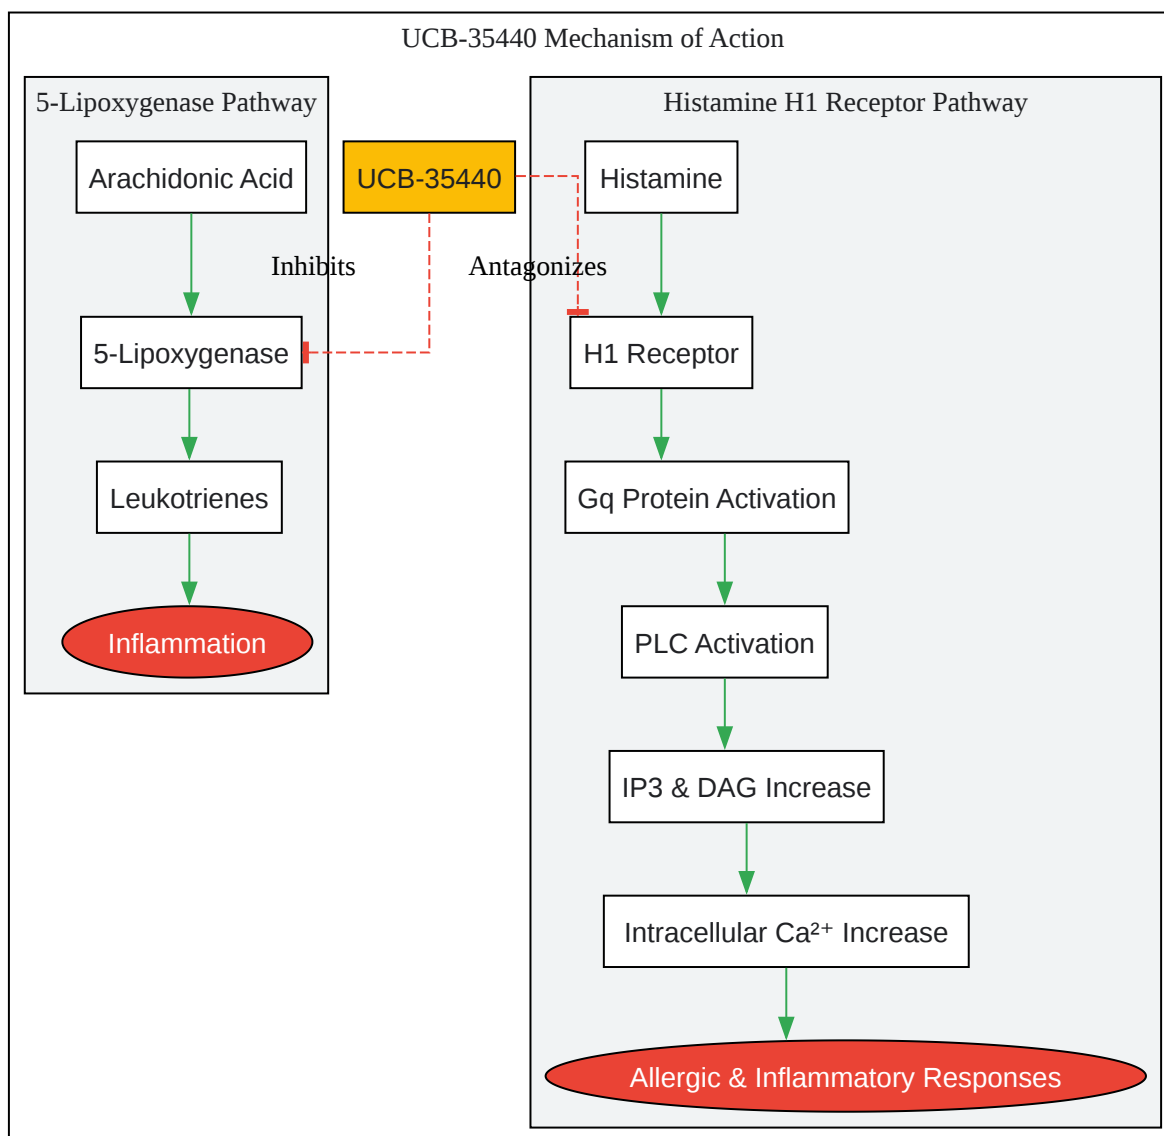 UCB-35440 Mechanism of Action
5-Lipoxygenase Pathway
Histamine H1 Receptor Pathway
Arachidonic Acid
UCB-35440
Histamine
Inhibits
Antagonizes
5-Lipoxygenase
H1 Receptor
Leukotrienes
Gq Protein Activation
Inflammation
PLC Activation
IP3 & DAG Increase
Intracellular Ca²⁺ Increase
Allergic & Inflammatory Responses